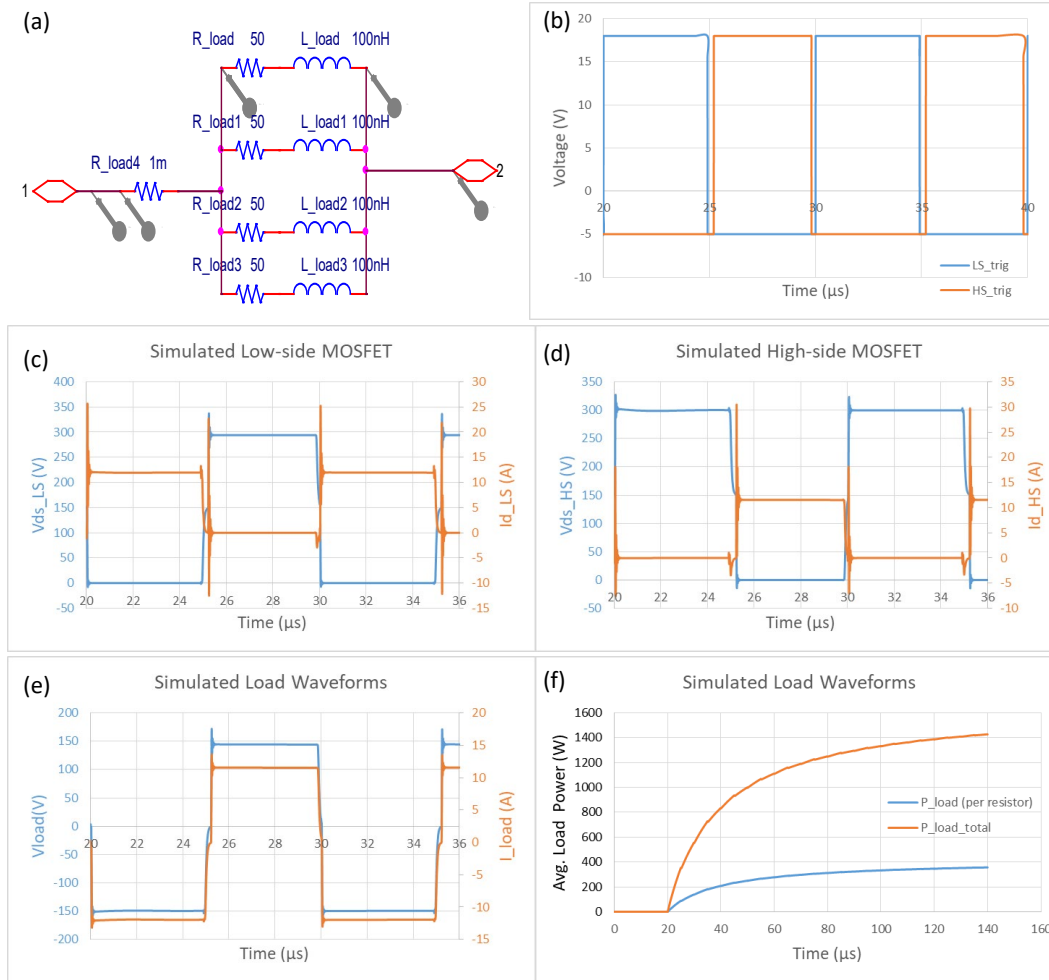 (a)
R_load 50 L_load 100nH
R_load1 50 L_load1 100nH
R_load4 1m
1
2
R_load2 50 L_load2 100nH
R_load3 50 L_load3 100nH
(b)
20
15
10
5
0
-5
-10
20 25 30 35 40
Voltage (V)
Time (µs)
LS_trig
HS_trig
(c)
Simulated Low-side MOSFET
400
350
300
250
200
150
100
50
0
-50
Vds_LS (V)
30
25
20
15
10
5
0
-5
-10
-15
Id_LS (A)
20 22 24 26 28 30 32 34 36
Time (µs)
(d)
Simulated High-side MOSFET
350
300
250
200
150
100
50
0
-50
Vds_HS (V)
30
25
20
15
10
5
0
-5
-10
Id_HS (A)
20 22 24 26 28 30 32 34 36
Time (µs)
(e)
Simulated Load Waveforms
200
150
100
50
0
-50
-100
-150
-200
Vload(V)
20
15
10
5
0
-5
-10
-15
I_load (A)
20 22 24 26 28 30 32 34 36
Time (µs)
(f)
Simulated Load Waveforms
1600
1400
1200
1000
800
600
400
200
0
Avg. Load Power (W)
0 20 40 60 80 100 120 140 160
Time (µs)
P_load (per resistor)
P_load_total